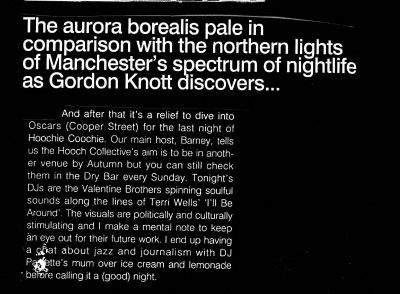 The aurora borealis pale in
comparison with the northern lights
of Manchester's spectrum of nightlife
as Gordon Knott discovers...
And after that it's a relief to dive into
Oscars (Cooper Street) for the last night of
Hoochie Coochie. Our main host, Barney, tells
us the Hooch Collective's aim is to be in anoth-
er venue by Autumn but you can still check
them in the Dry Bar every Sunday. Tonight's
DJs are the Valentine Brothers spinning soulful
sounds along the lines of Terri Wells' 'I'll Be
Around'. The visuals are politically and culturally
stimulating and I make a mental note to keep
an eye out for their future work. I end up having
a chat about jazz and journalism with DJ
mum over ice cream and lemonade
before calling it a (good) night.